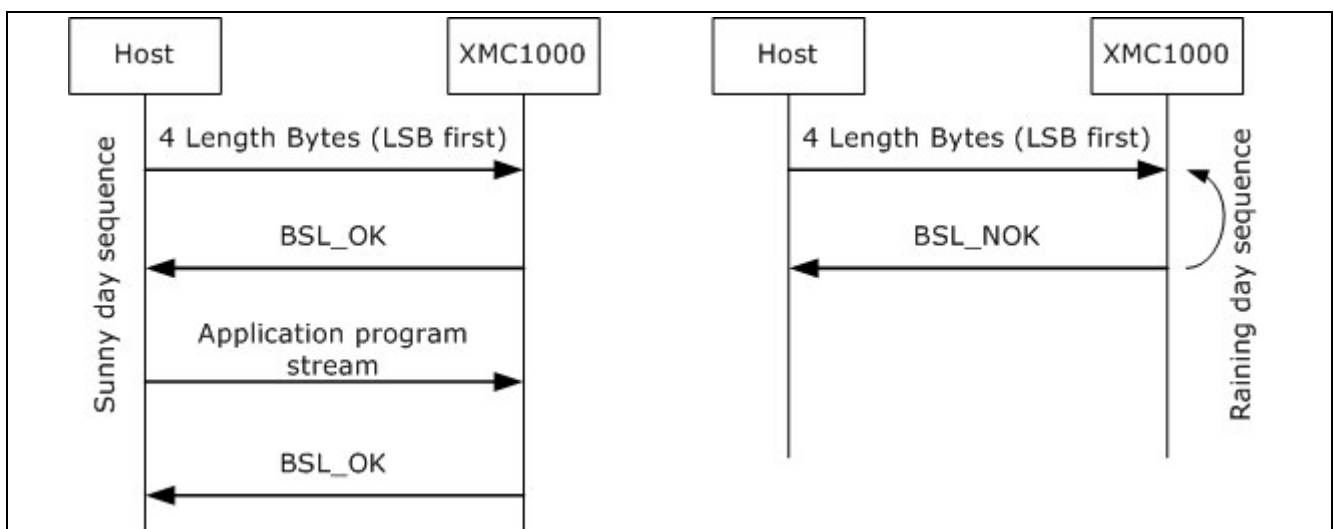 Host
XMC1000
Sunny day sequence
4 Length Bytes (LSB first)
BSL_OK
Application program
stream
BSL_OK
Host
XMC1000
4 Length Bytes (LSB first)
BSL_NOK
Raining day sequence